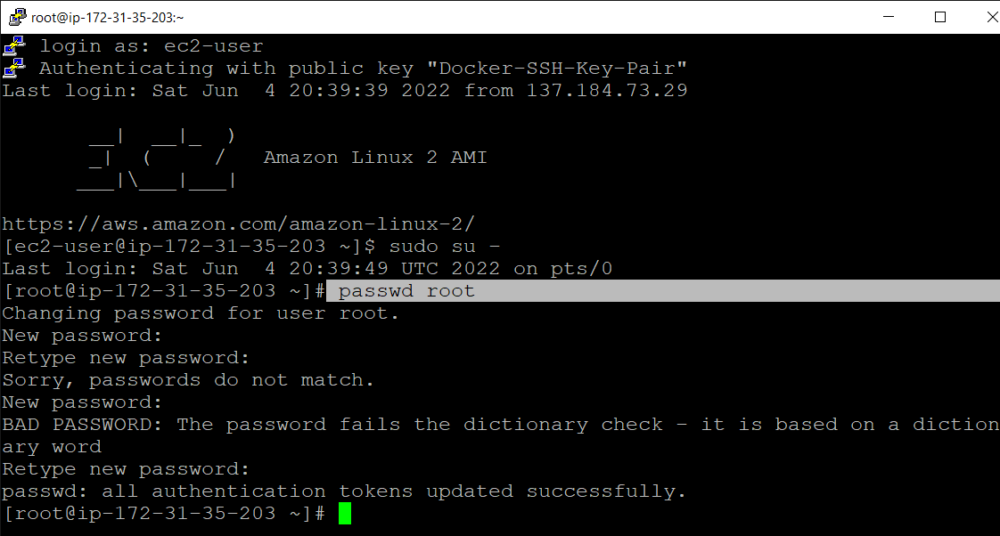 root@ip-172-31-35-203:~
login as: ec2-user
Authenticating with public key "Docker-SSH-Key-Pair"
Last login: Sat Jun  4 20:39:39 2022 from 137.184.73.29
       __|  __|_  )
       _|  (     /   Amazon Linux 2 AMI
      ___|\___|___|
https://aws.amazon.com/amazon-linux-2/
[ec2-user@ip-172-31-35-203 ~]$ sudo su -
Last login: Sat Jun  4 20:39:49 UTC 2022 on pts/0
[root@ip-172-31-35-203 ~]# passwd root
Changing password for user root.
New password:
Retype new password:
Sorry, passwords do not match.
New password:
BAD PASSWORD: The password fails the dictionary check - it is based on a diction
ary word
Retype new password:
passwd: all authentication tokens updated successfully.
[root@ip-172-31-35-203 ~]#